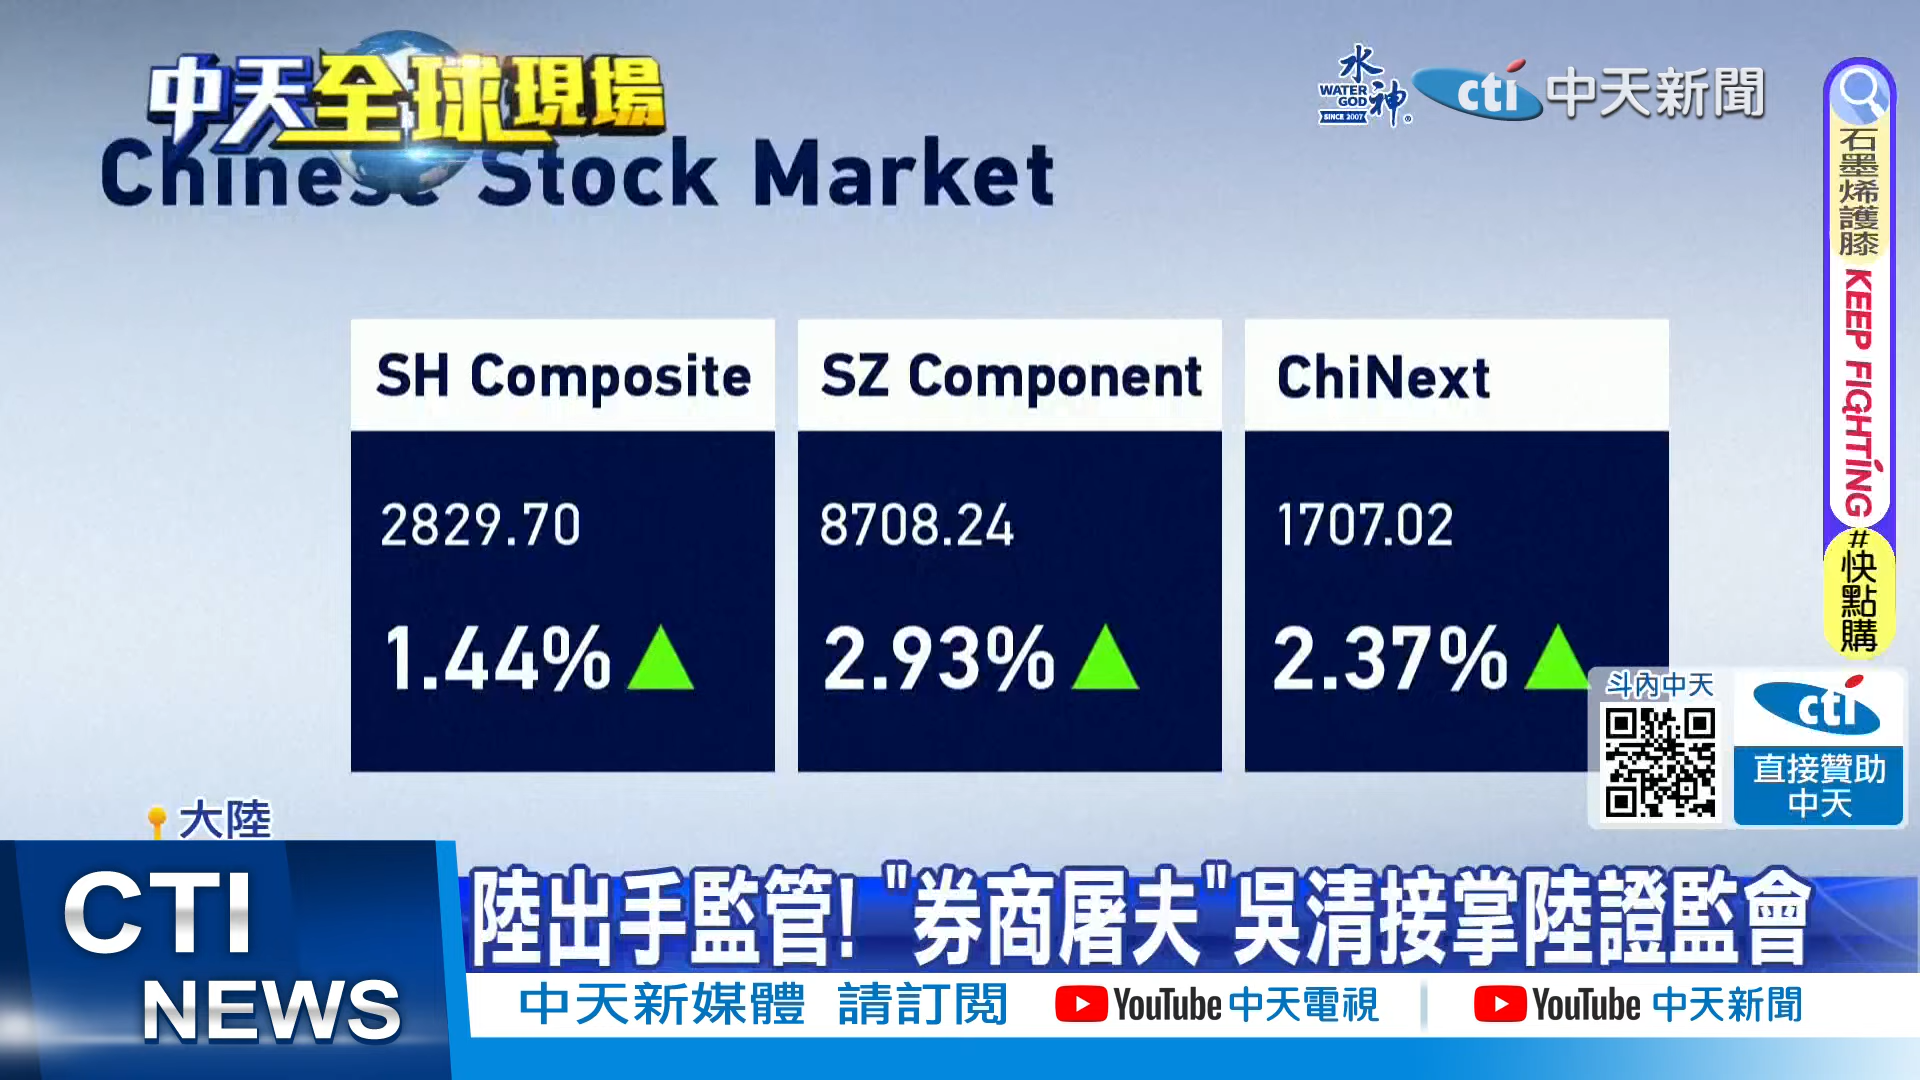 中天全球現場
水神
WATER GOD
SINCE 2007
cti 中天新聞
Chinese Stock Market
石墨烯護膝 KEEP FIGHTING #快點購
SH Composite
2829.70
1.44%
SZ Component
8708.24
2.93%
ChiNext
1707.02
2.37%
斗內中天
cti
直接贊助
中天
大陸
CTI
NEWS
陸出手監管! "券商屠夫"吳清接掌陸證監會
中天新媒體 請訂閱 YouTube 中天電視 | YouTube 中天新聞